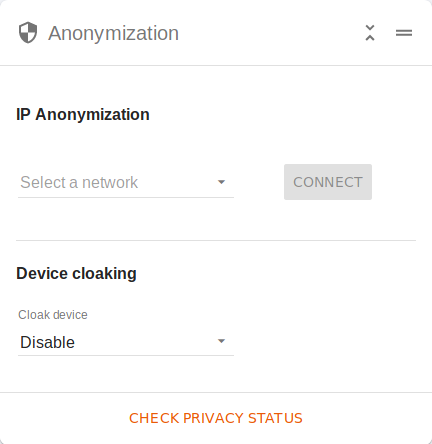 Anonymization
IP Anonymization
Select a network
CONNECT
Device cloaking
Cloak device
Disable
CHECK PRIVACY STATUS